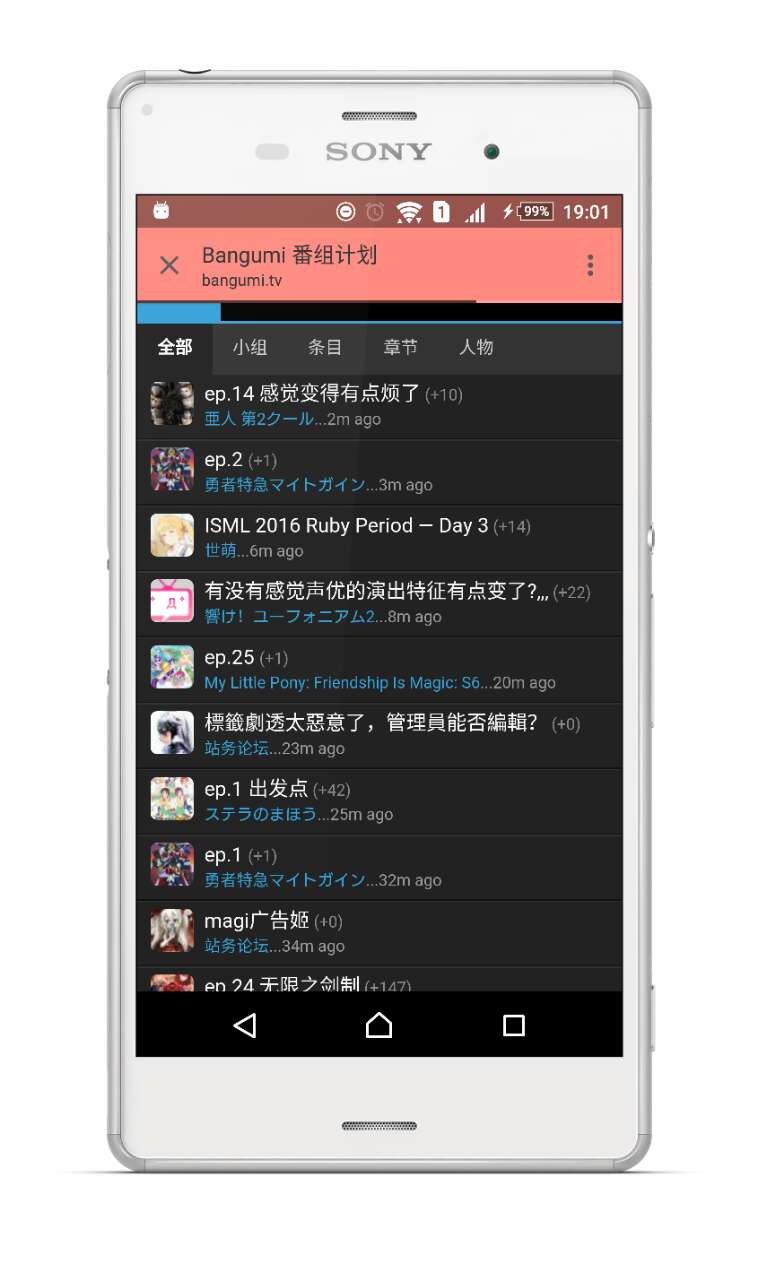 SONY
1
99%
19:01
Bangumi 番组计划
bangumi.tv
全部 小组 条目 章节 人物
ep.14 感觉变得有点烦了 (+10)
亜人 第2クール...2m ago
ep.2 (+1)
勇者特急マイトガイン...3m ago
ISML 2016 Ruby Period — Day 3 (+14)
世萌...6m ago
有没有感觉声优的演出特征有点变了?,,, (+22)
響け！ユーフォニアム2...8m ago
ep.25 (+1)
My Little Pony: Friendship Is Magic: S6...20m ago
標籤劇透太惡意了，管理員能否編輯？ (+0)
站务论坛...23m ago
ep.1 出发点 (+42)
ステラのまほう...25m ago
ep.1 (+1)
勇者特急マイトガイン...32m ago
magi广告姬 (+0)
站务论坛...34m ago
ep.24 无限之剑制 (+147)